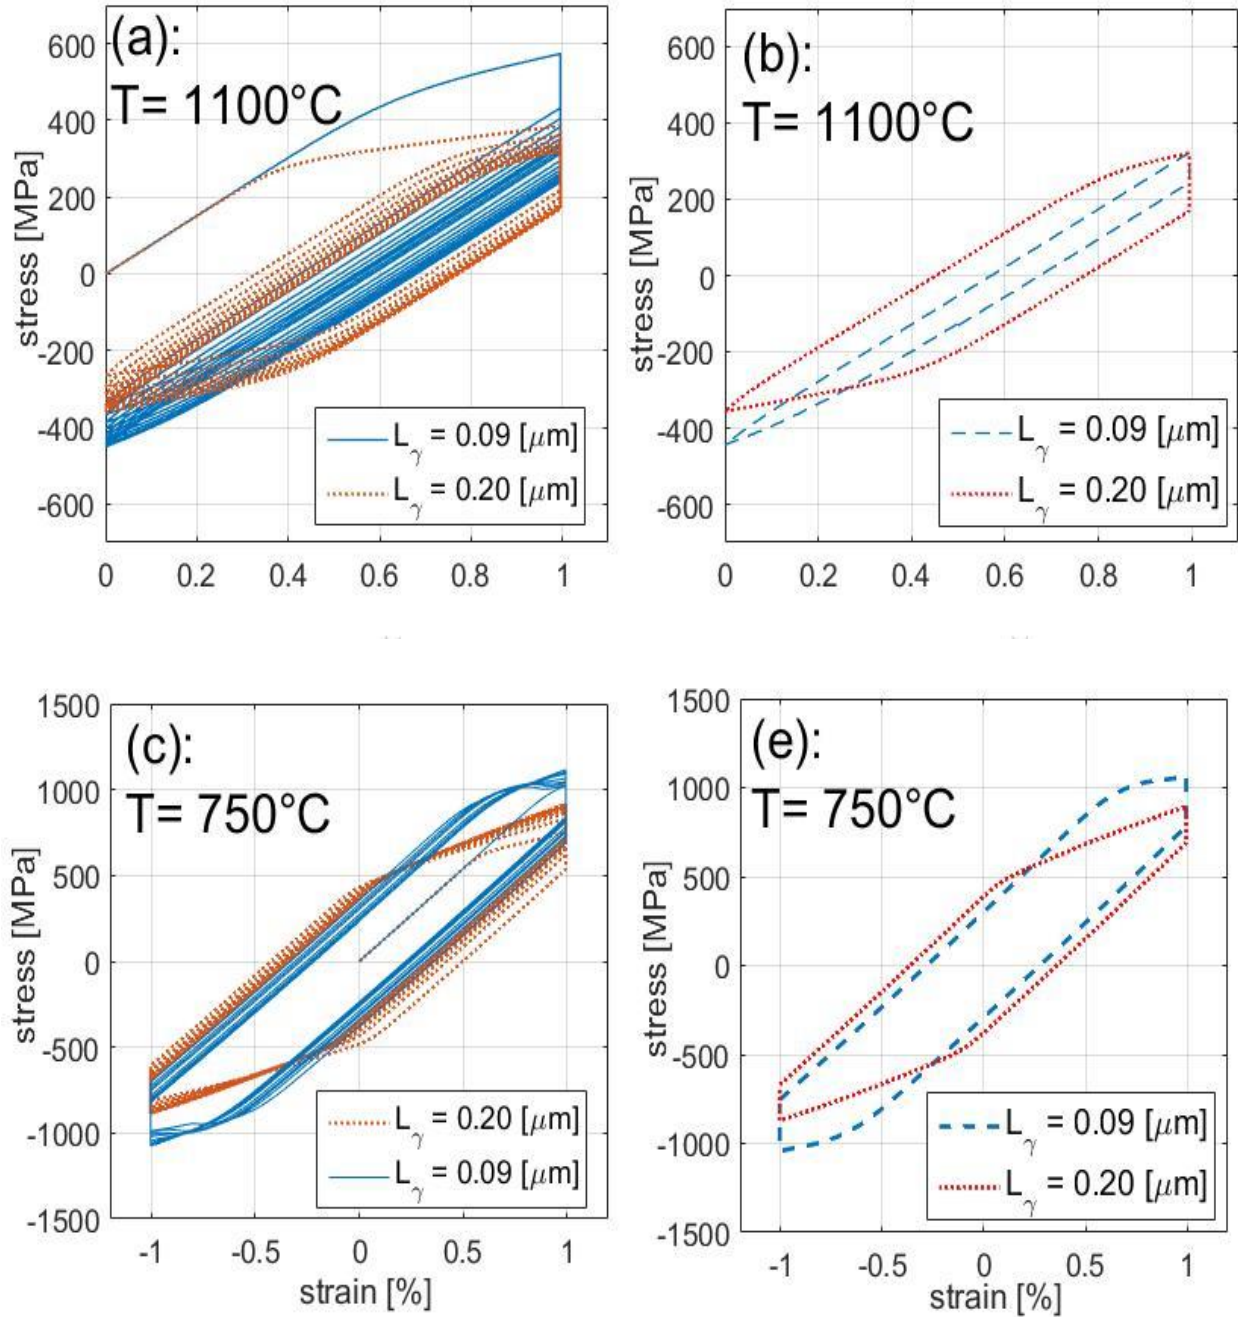 (a):
T= 1100°C
600
400
200
0
-200
-400
-600
stress [MPa]
L_γ = 0.09 [μm]
L_γ = 0.20 [μm]
0 0.2 0.4 0.6 0.8 1
(b):
T= 1100°C
600
400
200
0
-200
-400
-600
stress [MPa]
L_γ = 0.09 [μm]
L_γ = 0.20 [μm]
0 0.2 0.4 0.6 0.8 1
(c):
T= 750°C
1500
1000
500
0
-500
-1000
-1500
stress [MPa]
L_γ = 0.20 [μm]
L_γ = 0.09 [μm]
-1 -0.5 0 0.5 1
strain [%]
(e):
T= 750°C
1500
1000
500
0
-500
-1000
-1500
stress [MPa]
L_γ = 0.09 [μm]
L_γ = 0.20 [μm]
-1 -0.5 0 0.5 1
strain [%]